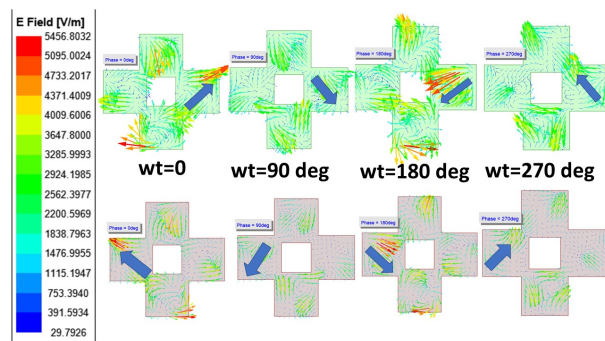 E Field [V/m]
5456.8032
5095.0024
4733.2017
4371.4009
4009.6006
3647.8000
3285.9993
2924.1985
2562.3977
2200.5969
1838.7963
1476.9955
1115.1947
753.3940
391.5934
29.7926
Phase = 0deg
Phase = 90deg
Phase = 180deg
Phase = 270deg
wt=0
wt=90 deg
wt=180 deg
wt=270 deg
Phase = 0deg
Phase = 90deg
Phase = 180deg
Phase = 270deg